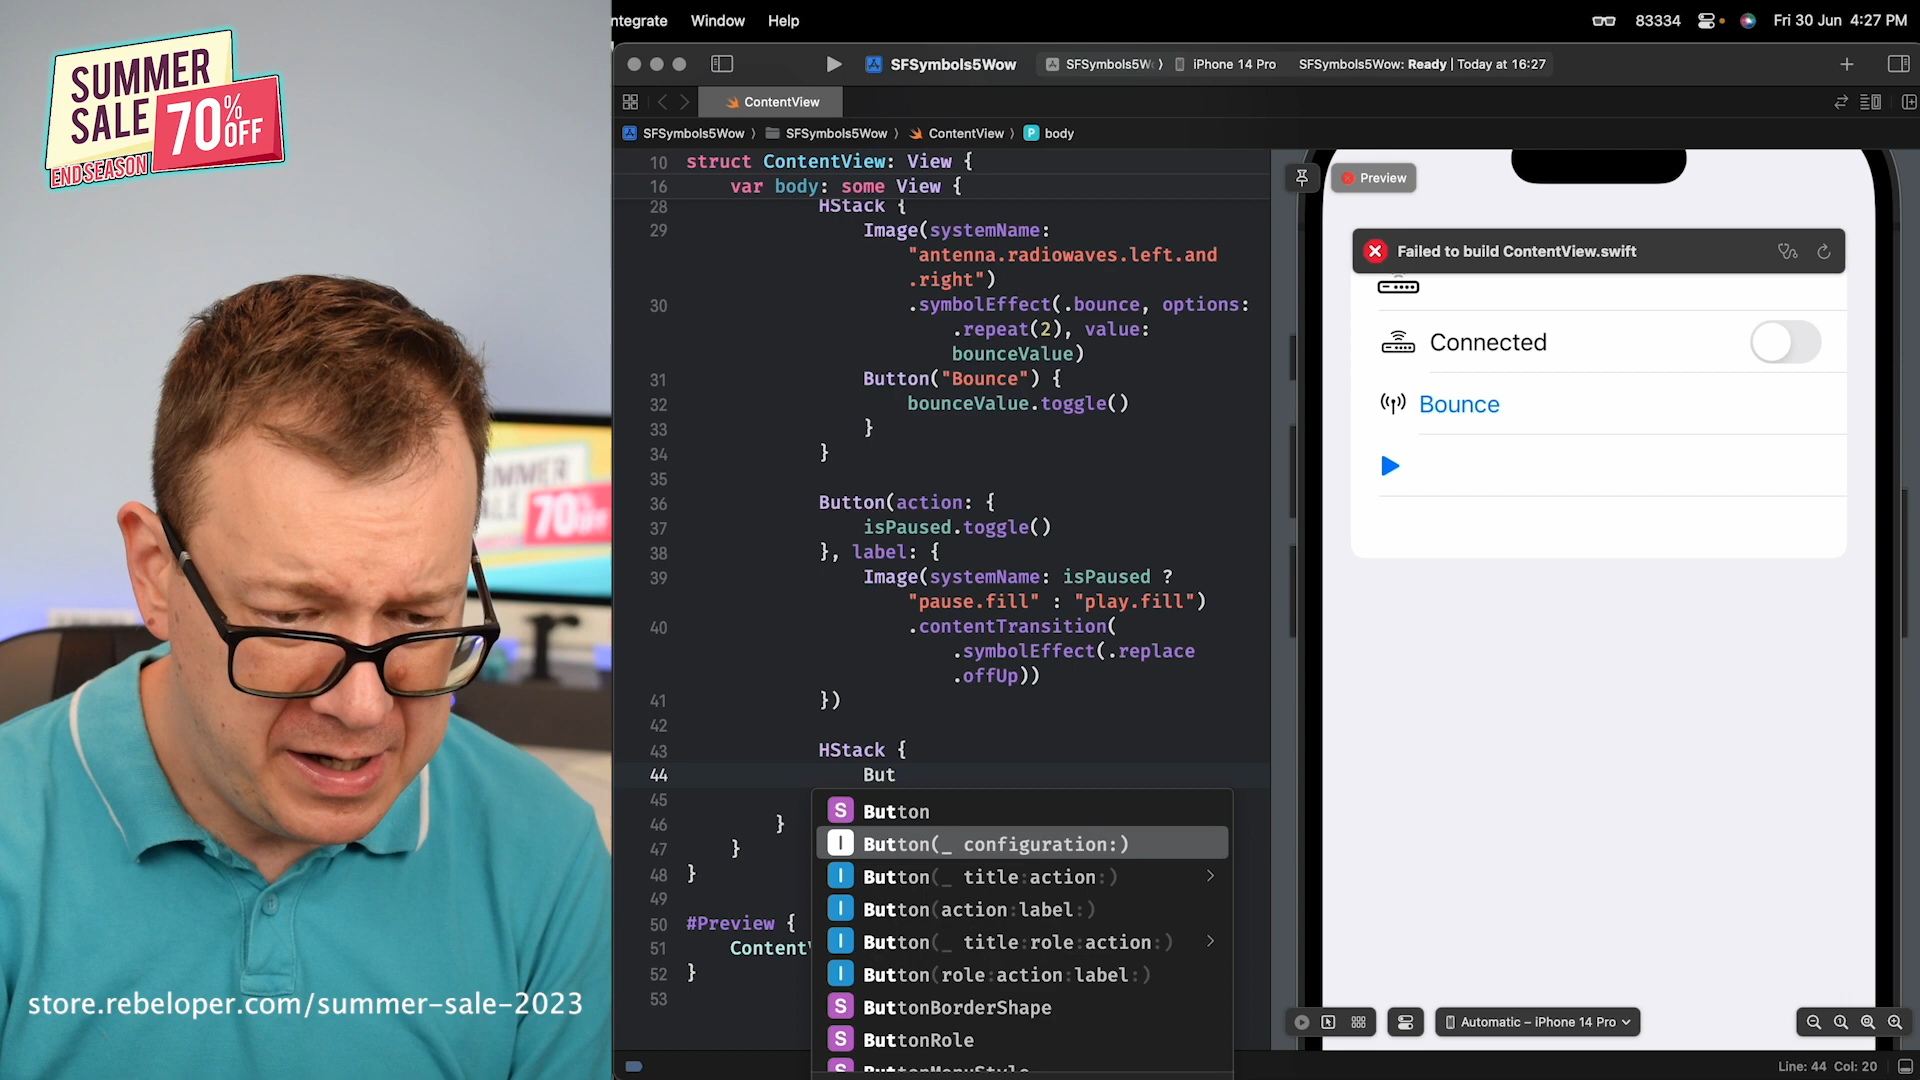 SUMMER
SALE
70% OFF
END SEASON
store.rebeloper.com/summer-sale-2023
ntegrate Window Help
83334 Fri 30 Jun 4:27 PM
SFSymbols5Wow SFSymbols5W iPhone 14 Pro SFSymbols5Wow: Ready | Today at 16:27
ContentView
SFSymbols5Wow SFSymbols5Wow ContentView P body
10 struct ContentView: View {
16 var body: some View {
28 HStack {
29 Image(systemName:
"antenna.radiowaves.left.and
.right")
30 .symbolEffect(.bounce, options:
.repeat(2), value:
bounceValue)
31 Button("Bounce") {
32 bounceValue.toggle()
33 }
34 }
35
36 Button(action: {
37 isPaused.toggle()
38 }, label: {
39 Image(systemName: isPaused ?
"pause.fill" : "play.fill")
40 .contentTransition(
.symbolEffect(.replace
.offUp))
41 })
42
43 HStack {
44 But
45
46 }
47 }
48 }
49
50 #Preview {
51 Content
52 }
53
S Button
I Button(_ configuration:)
I Button(_ title:action:)
I Button(action:label:)
I Button(_ title:role:action:)
I Button(role:action:label:)
S ButtonBorderShape
S ButtonRole
S ButtonMenuStyle
Preview
Failed to build ContentView.swift
Connected
Bounce
Automatic – iPhone 14 Pro
Line: 44 Col: 20